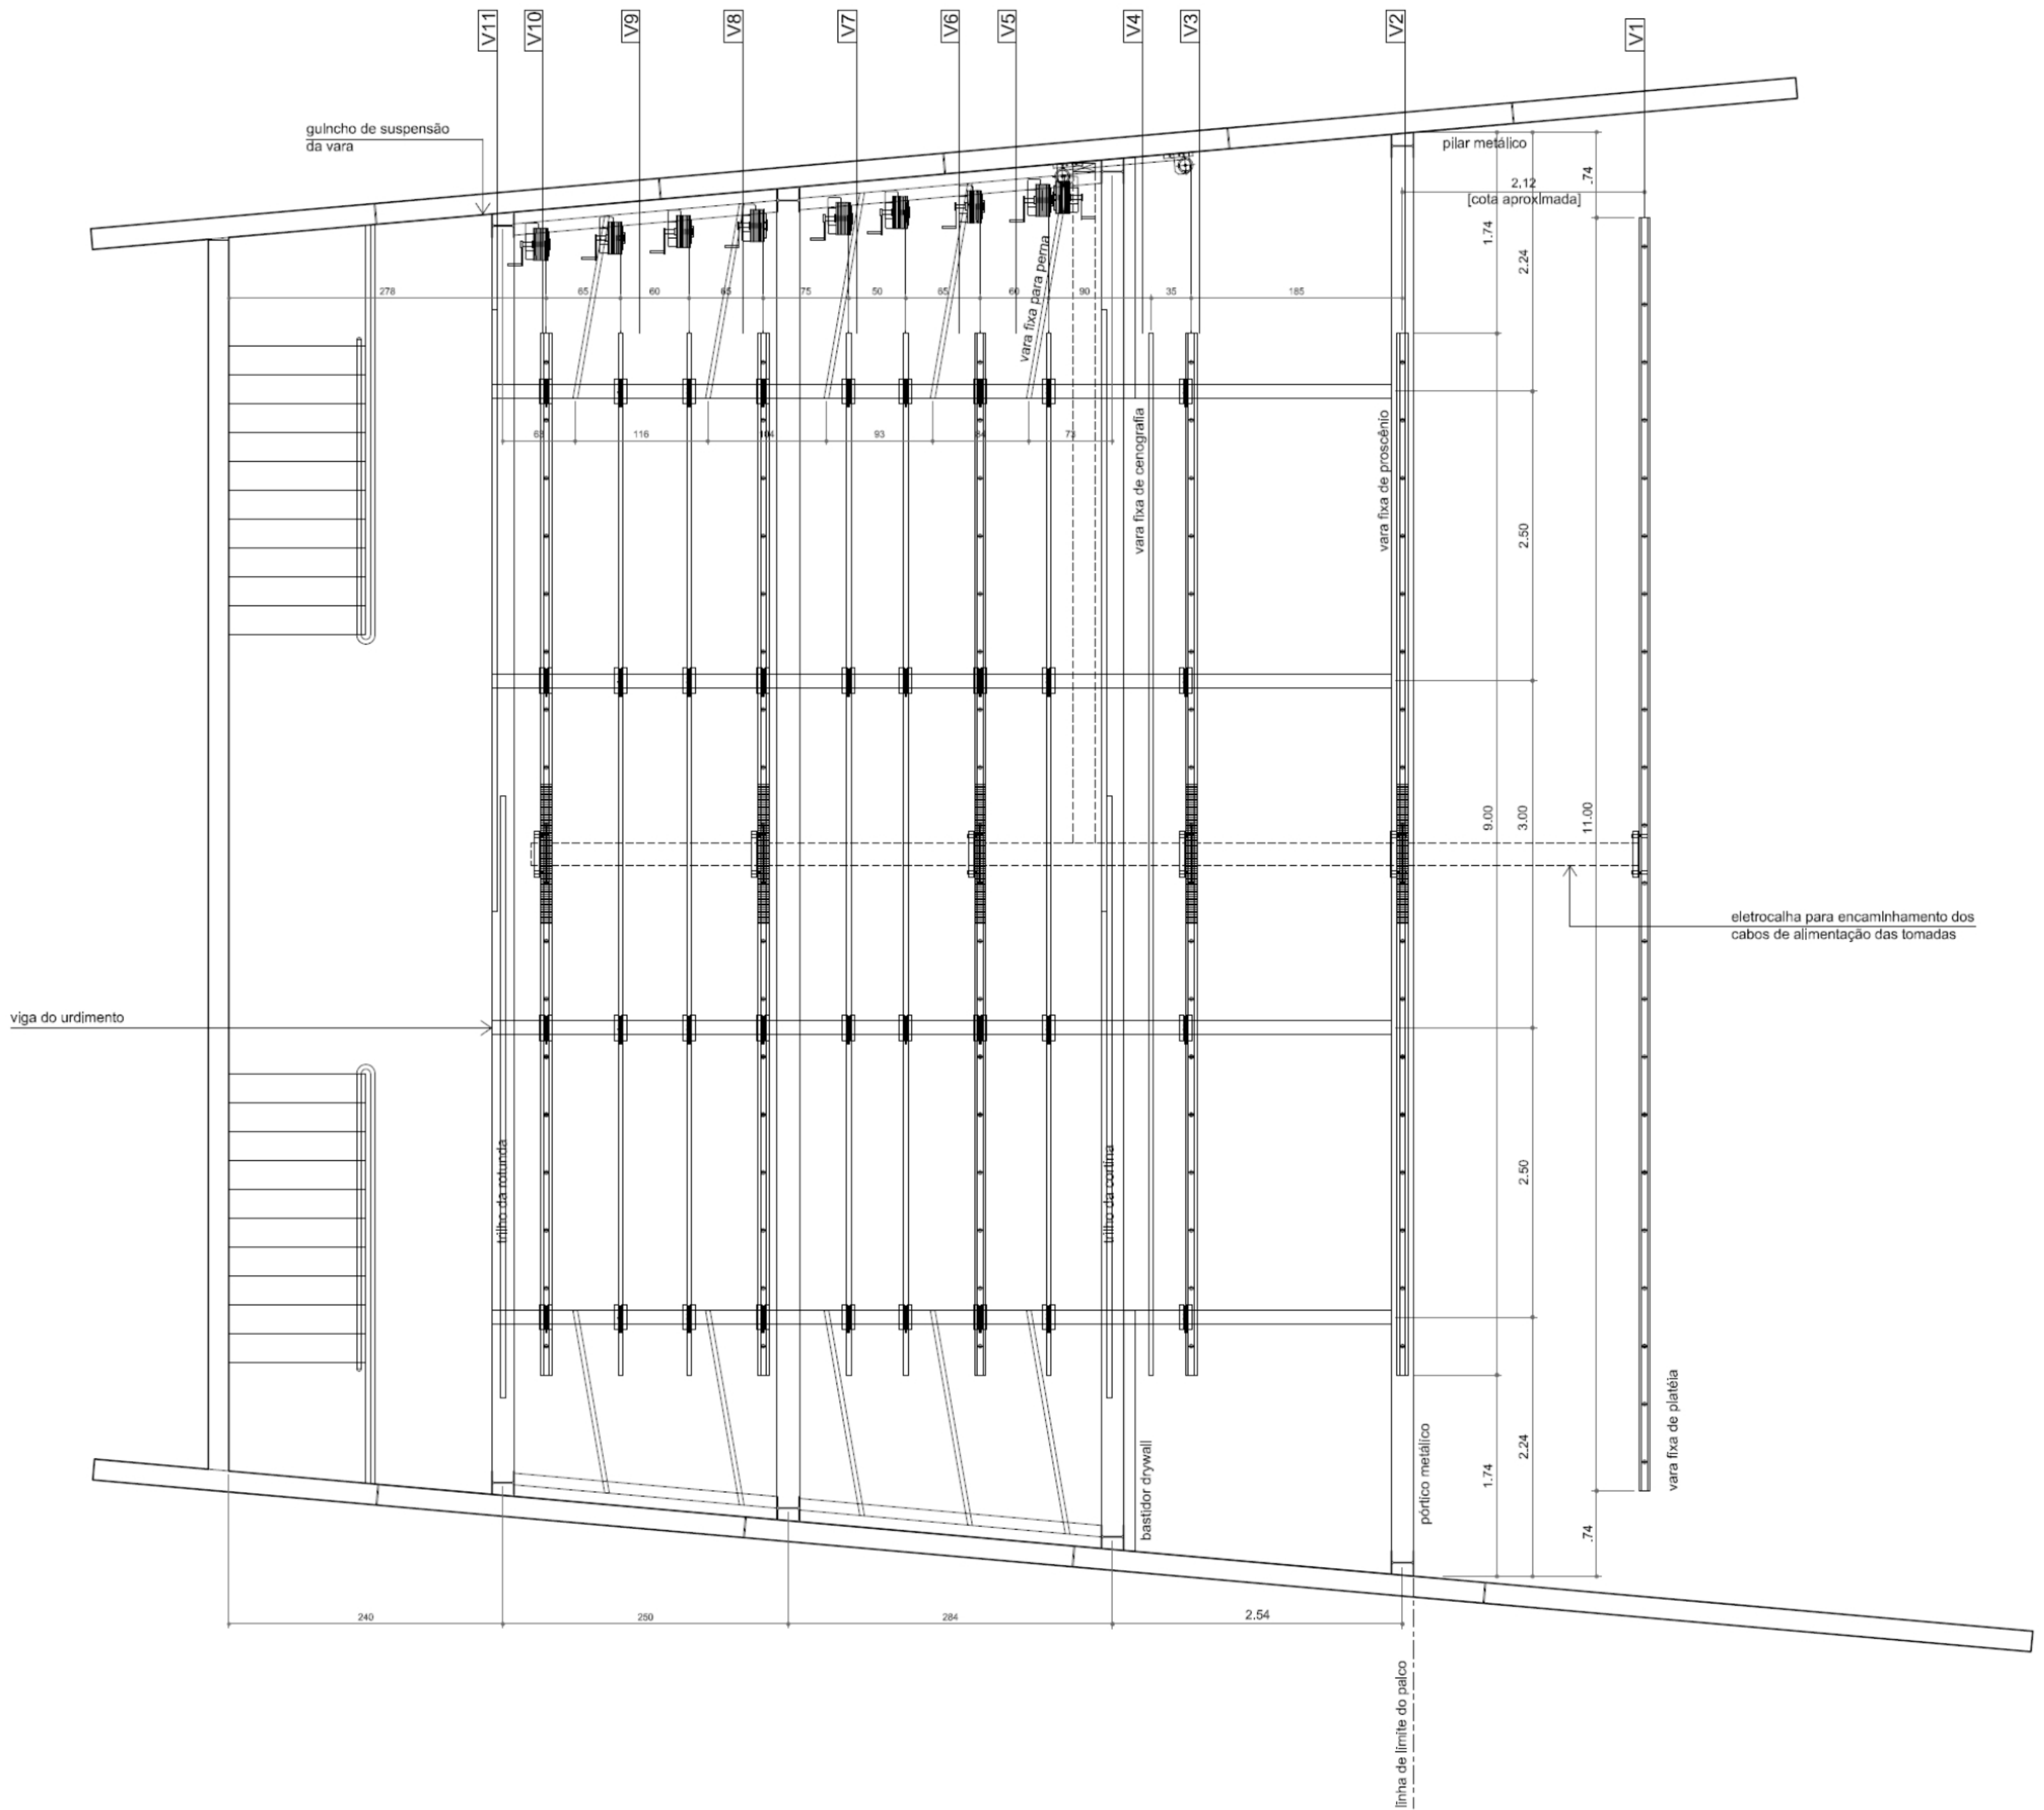 V11
V10
V9
V8
V7
V6
V5
V4
V3
V2
V1
guincho de suspensão
da vara
pilar metálico
.74
2.12
[cota aproximada]
1.74
2.24
vara fixa para perna
278
65
60
65
75
50
65
60
90
35
185
63
116
104
93
84
73
vara fixa de cenografia
vara fixa de proscênio
2.50
9.00
3.00
11.00
eletrocalha para encaminhamento dos
cabos de alimentação das tomadas
viga do urdimento
trilho da rotunda
trilho da cortina
2.50
bastidor drywall
pórtico metálico
vara fixa de platéia
1.74
2.24
.74
240
250
284
2.54
linha de limite do palco